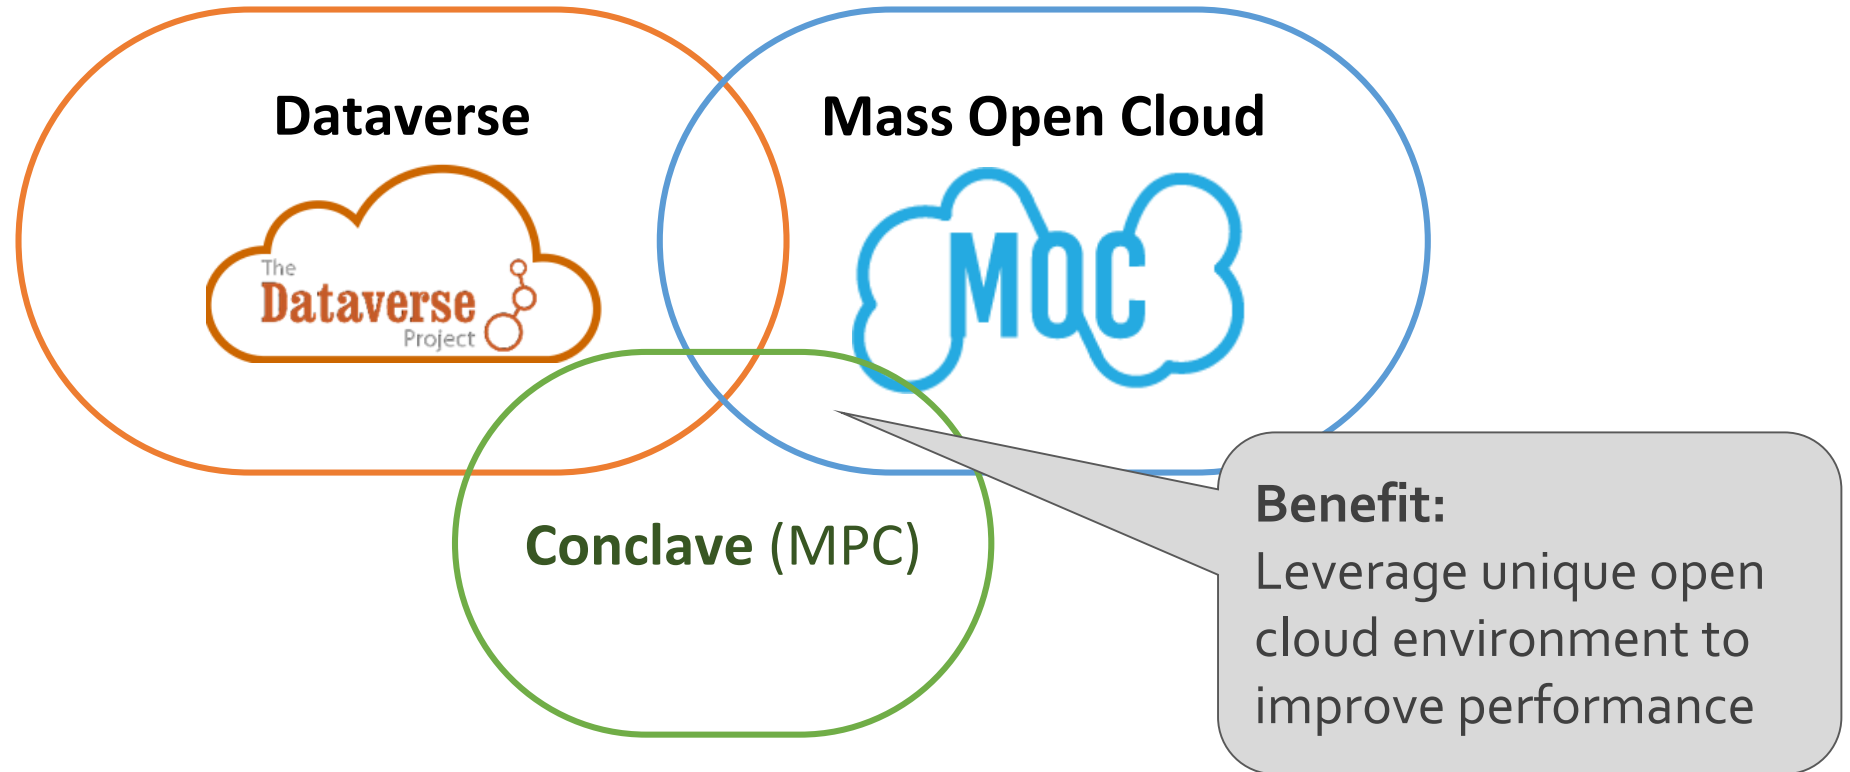 Dataverse
Mass Open Cloud
The
Dataverse
Project
MOC
Conclave (MPC)
Benefit:
Leverage unique open
cloud environment to
improve performance